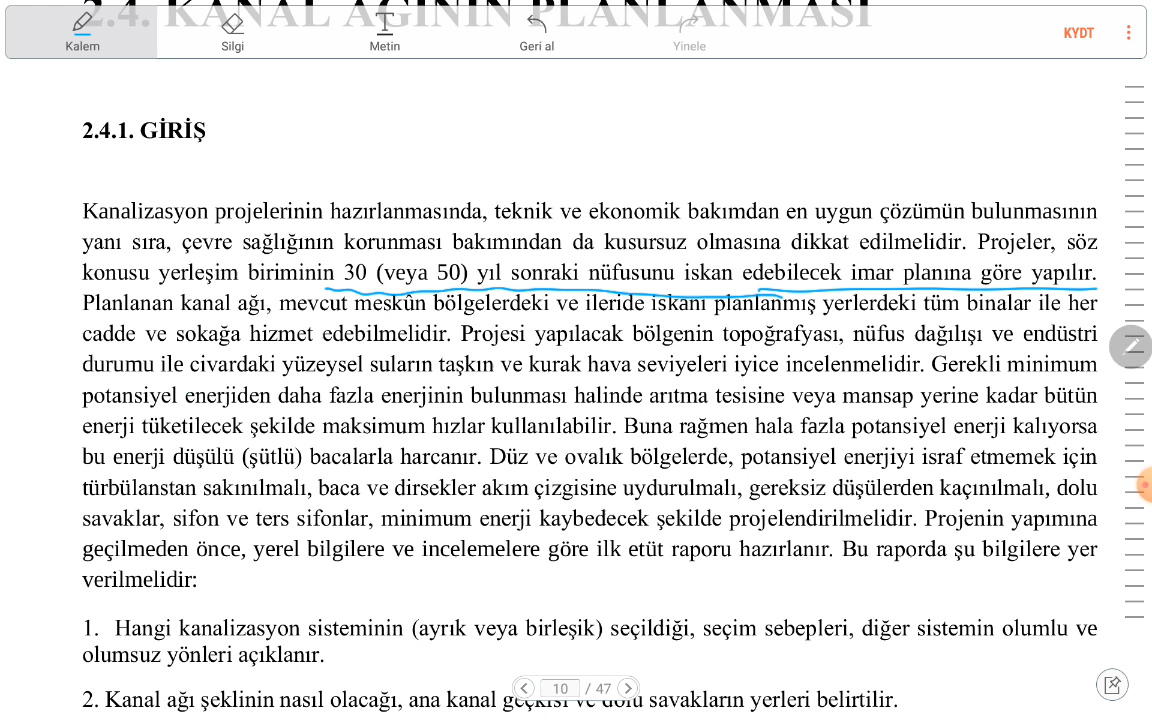 2.4. KANAL AĞININ PLANLANMASI
Kalem
Silgi
Metin
Geri al
Yinele
KYDT
2.4.1. GİRİŞ
Kanalizasyon projelerinin hazırlanmasında, teknik ve ekonomik bakımdan en uygun çözümün bulunmasının
yanı sıra, çevre sağlığının korunması bakımından da kusursuz olmasına dikkat edilmelidir. Projeler, söz
konusu yerleşim biriminin 30 (veya 50) yıl sonraki nüfusunu iskan edebilecek imar planına göre yapılır.
Planlanan kanal ağı, mevcut meskûn bölgelerdeki ve ileride iskanı planlanmış yerlerdeki tüm binalar ile her
cadde ve sokağa hizmet edebilmelidir. Projesi yapılacak bölgenin topoğrafyası, nüfus dağılışı ve endüstri
durumu ile civardaki yüzeysel suların taşkın ve kurak hava seviyeleri iyice incelenmelidir. Gerekli minimum
potansiyel enerjiden daha fazla enerjinin bulunması halinde arıtma tesisine veya mansap yerine kadar bütün
enerji tüketilecek şekilde maksimum hızlar kullanılabilir. Buna rağmen hala fazla potansiyel enerji kalıyorsa
bu enerji düşülü (şütlü) bacalarla harcanır. Düz ve ovalık bölgelerde, potansiyel enerjiyi israf etmemek için
türbülanstan sakınılmalı, baca ve dirsekler akım çizgisine uydurulmalı, gereksiz düşülerden kaçınılmalı, dolu
savaklar, sifon ve ters sifonlar, minimum enerji kaybedecek şekilde projelendirilmelidir. Projenin yapımına
geçilmeden önce, yerel bilgilere ve incelemelere göre ilk etüt raporu hazırlanır. Bu raporda şu bilgilere yer
verilmelidir:
1. Hangi kanalizasyon sisteminin (ayrık veya birleşik) seçildiği, seçim sebepleri, diğer sistemin olumlu ve
olumsuz yönleri açıklanır.
2. Kanal ağı şeklinin nasıl olacağı, ana kanal geçkisi ve dolu savakların yerleri belirtilir.
10 / 47